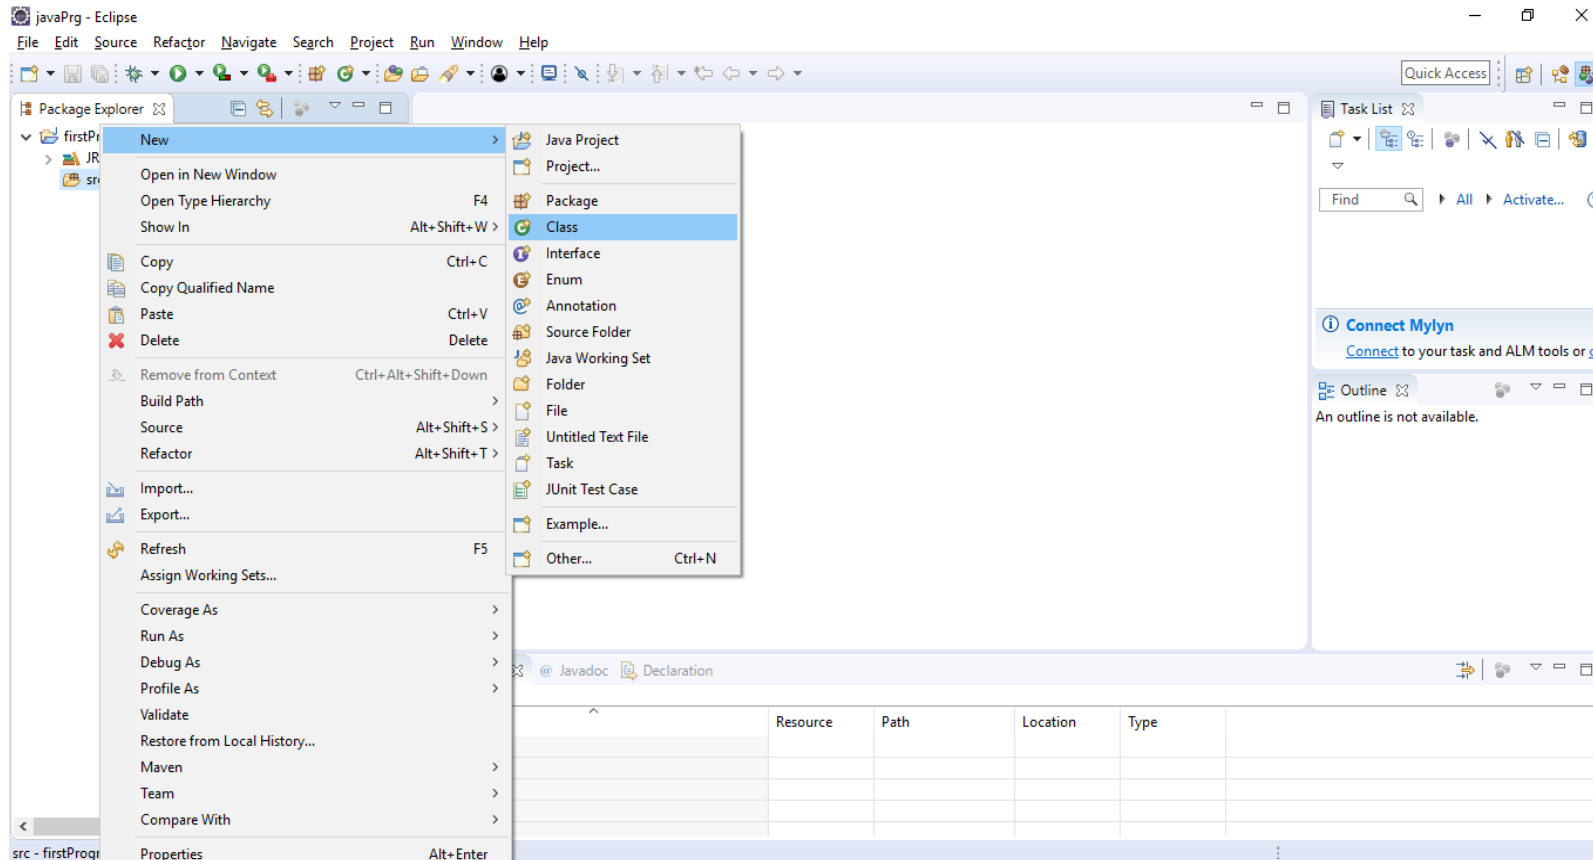 javaPrg - Eclipse
File Edit Source Refactor Navigate Search Project Run Window Help
Quick Access
Package Explorer
Task List
New
Open in New Window
Open Type Hierarchy F4
Show In Alt+Shift+W
Copy Ctrl+C
Copy Qualified Name
Paste Ctrl+V
Delete Delete
Remove from Context Ctrl+Alt+Shift+Down
Build Path
Source Alt+Shift+S
Refactor Alt+Shift+T
Import...
Export...
Refresh F5
Assign Working Sets...
Coverage As
Run As
Debug As
Profile As
Validate
Restore from Local History...
Maven
Team
Compare With
Properties Alt+Enter
Java Project
Project...
Package
Class
Interface
Enum
Annotation
Source Folder
Java Working Set
Folder
File
Untitled Text File
Task
JUnit Test Case
Example...
Other... Ctrl+N
Find All Activate...
Connect Mylyn
Connect to your task and ALM tools or
Outline
An outline is not available.
@ Javadoc Declaration
Resource Path Location Type
src - firstProgr